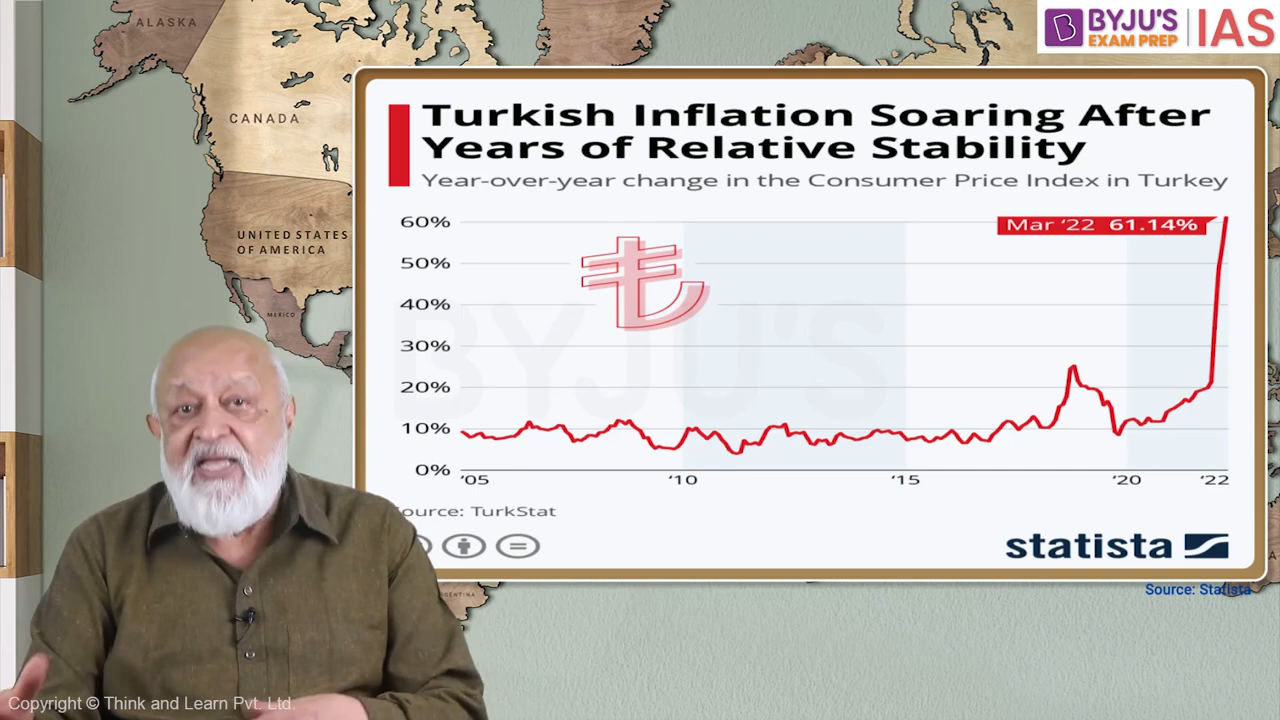 ALASKA
CANADA
UNITED STATES
OF AMERICA
MEXICO
BYJU'S
EXAM PREP
IAS
Turkish Inflation Soaring After
Years of Relative Stability
Year-over-year change in the Consumer Price Index in Turkey
60%
50%
40%
30%
20%
10%
0%
Mar ‘22 61.14%
BYJU'S
‘05
‘10
‘15
‘20
‘22
ource: TurkStat
statista
Source: Statista
Copyright © Think and Learn Pvt. Ltd.